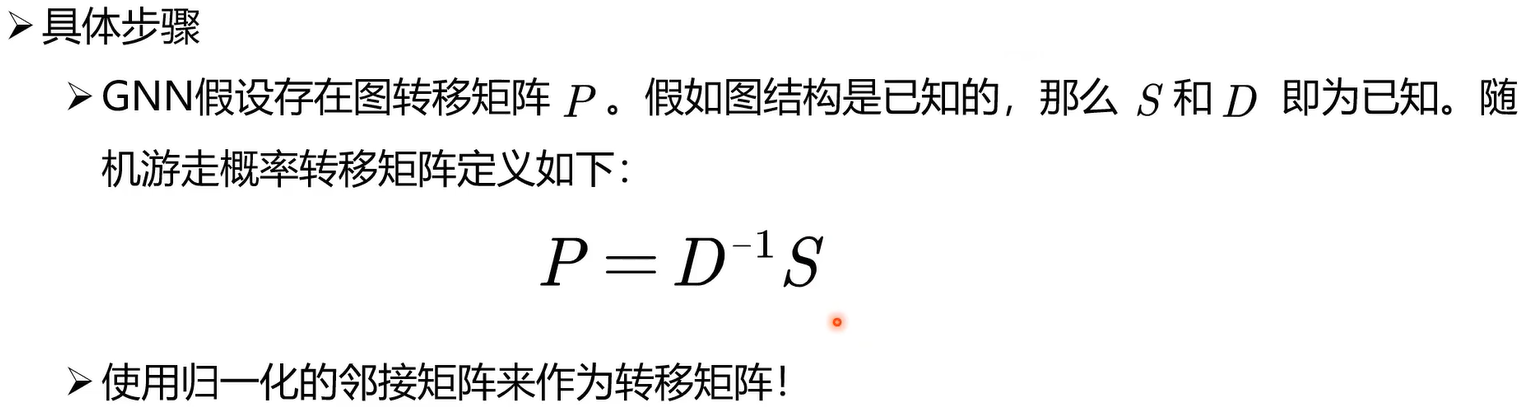 ➢ 具体步骤
➢ GNN假设存在图转移矩阵 P 。假如图结构是已知的，那么 S 和 D 即为已知。随
机游走概率转移矩阵定义如下：
P = D⁻¹S
➢ 使用归一化的邻接矩阵来作为转移矩阵！